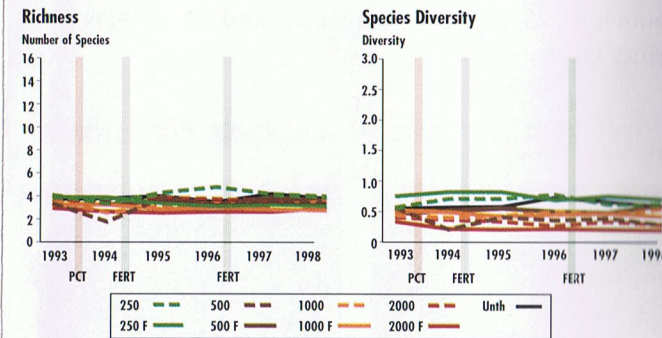 Richness
Number of Species
16
14
12
10
8
6
4
2
0
1993 1994 1995 1996 1997 1998
PCT FERT FERT
Species Diversity
Diversity
3.0
2.5
2.0
1.5
1.0
0.5
0
1993 1994 1995 1996 1997 199
PCT FERT FERT
250 500 1000 2000 Unth
250 F 500 F 1000 F 2000 F